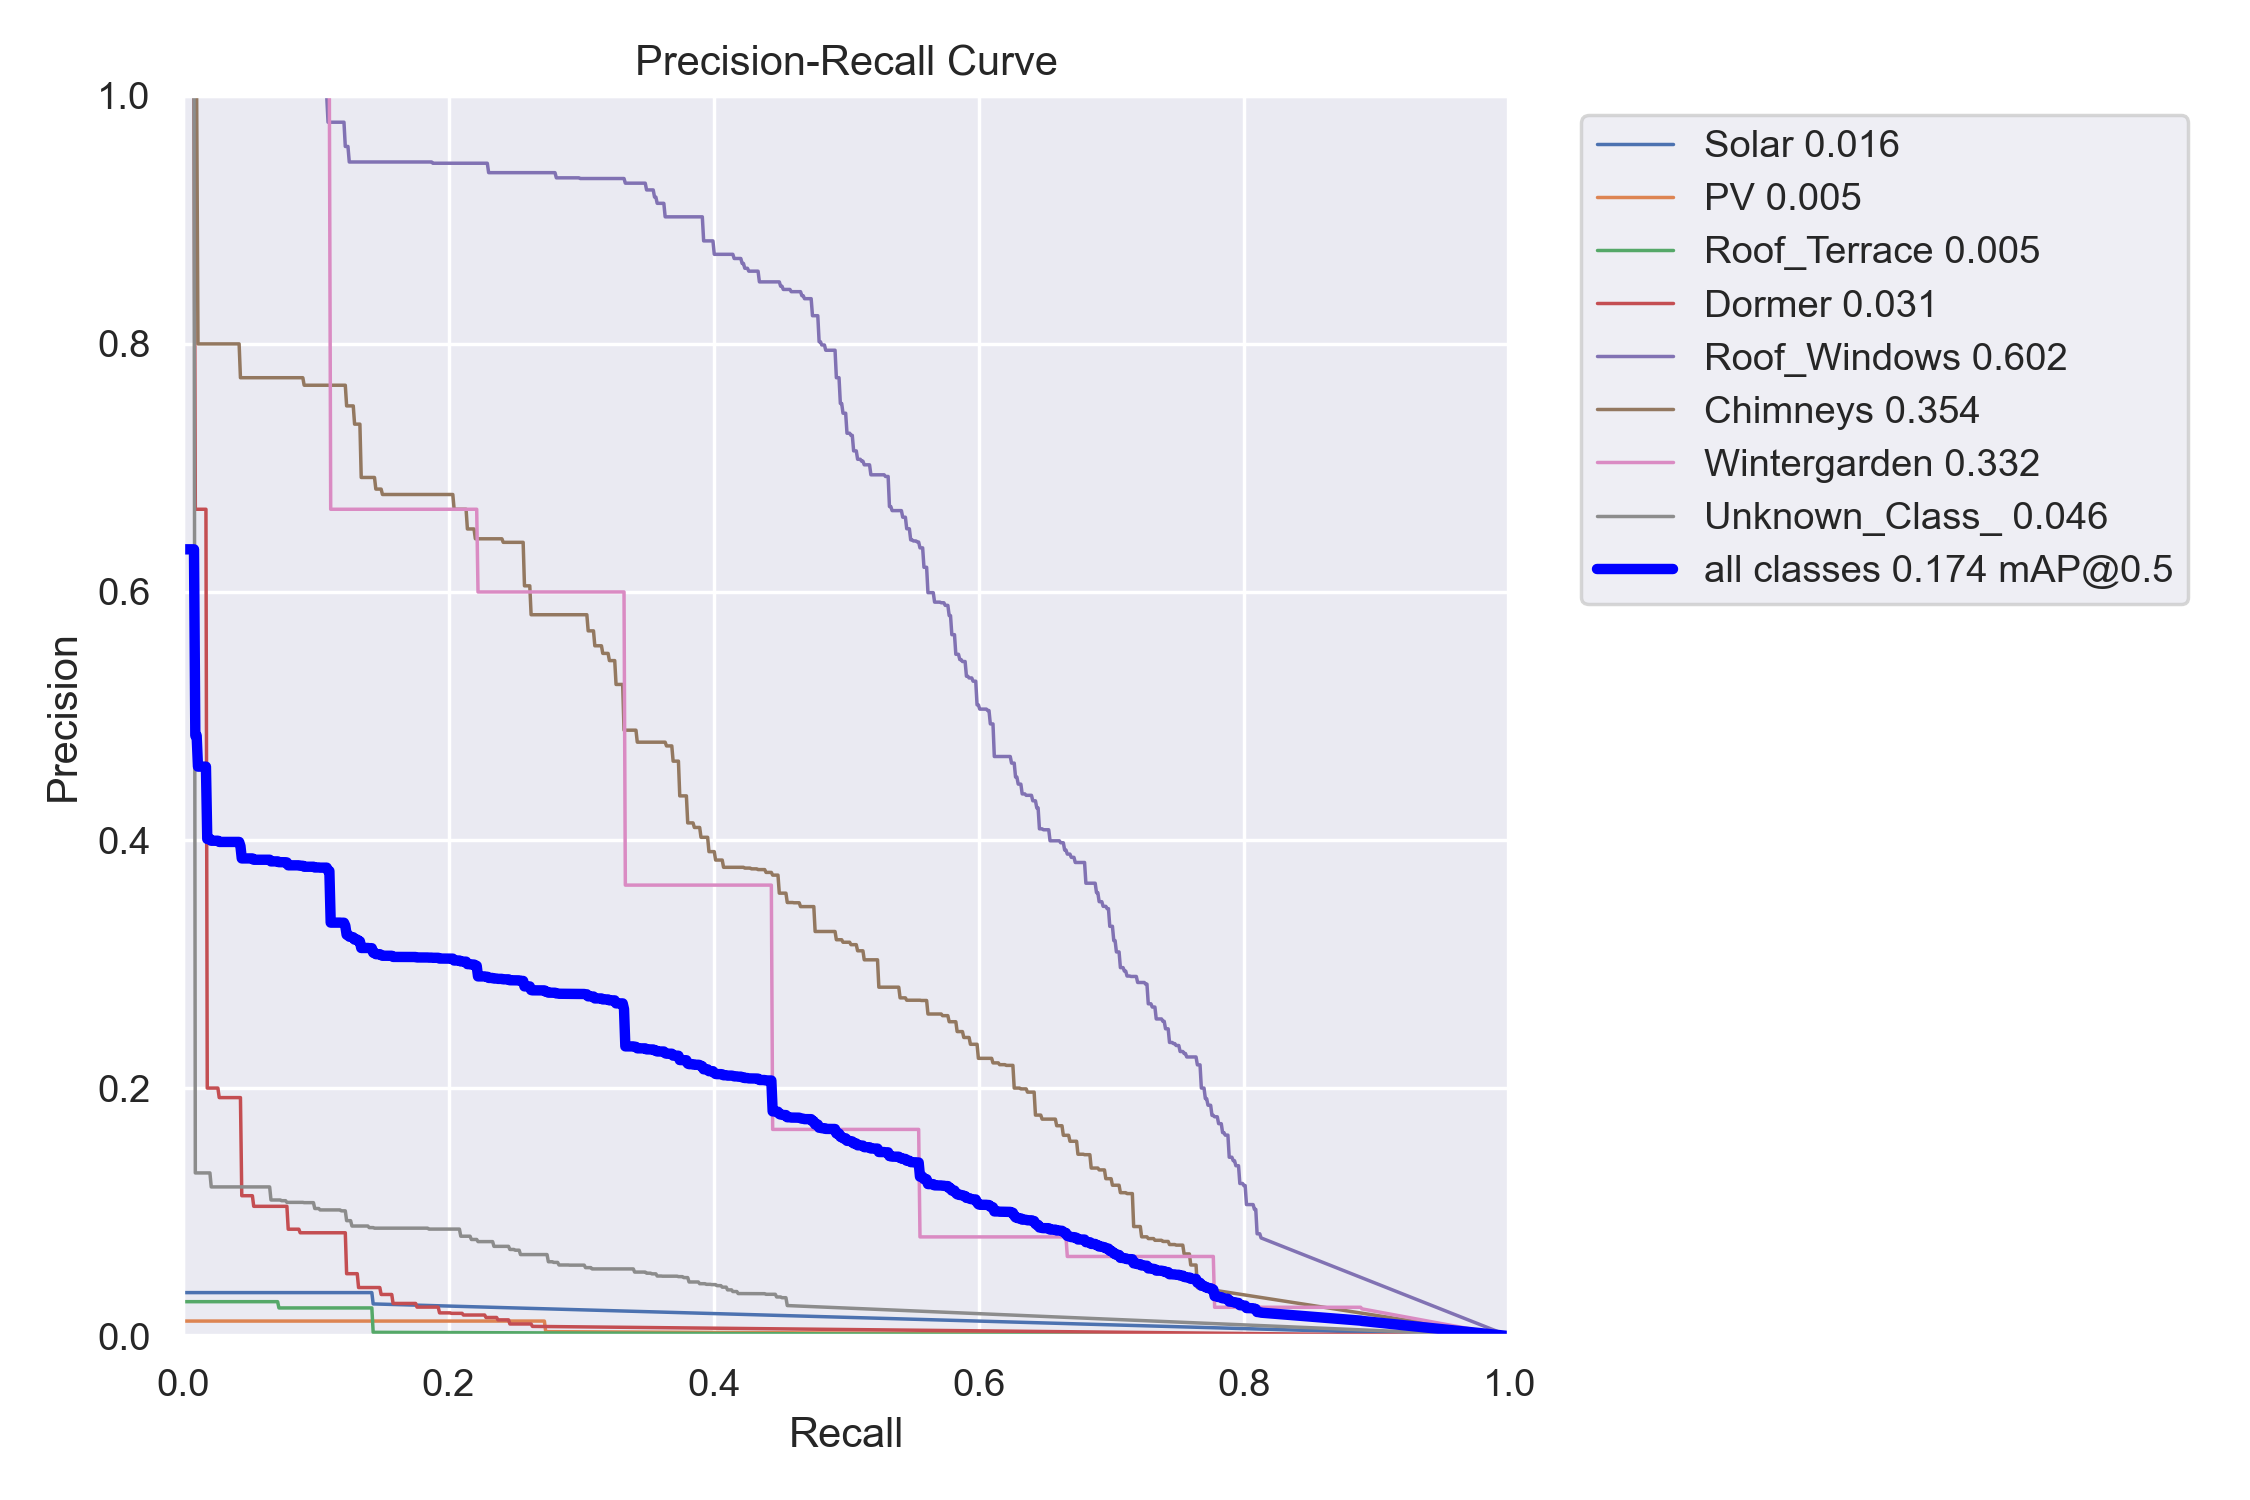 Precision-Recall Curve
1.0
0.8
0.6
0.4
0.2
0.0
Precision
0.0 0.2 0.4 0.6 0.8 1.0
Recall
Solar 0.016
PV 0.005
Roof_Terrace 0.005
Dormer 0.031
Roof_Windows 0.602
Chimneys 0.354
Wintergarden 0.332
Unknown_Class_ 0.046
all classes 0.174 mAP@0.5